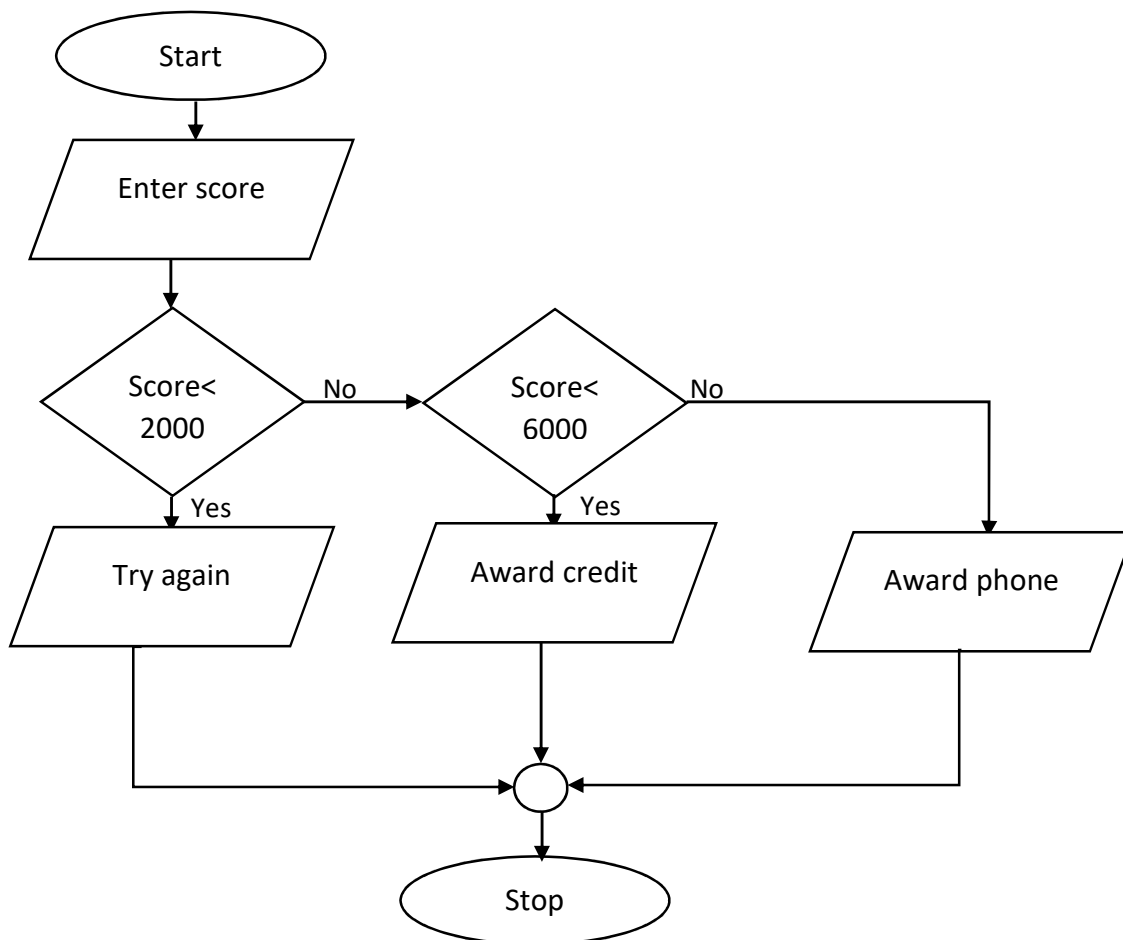 Start
Enter score
Score<
2000
No
Score<
6000
No
Yes
Yes
Try again
Award credit
Award phone
Stop